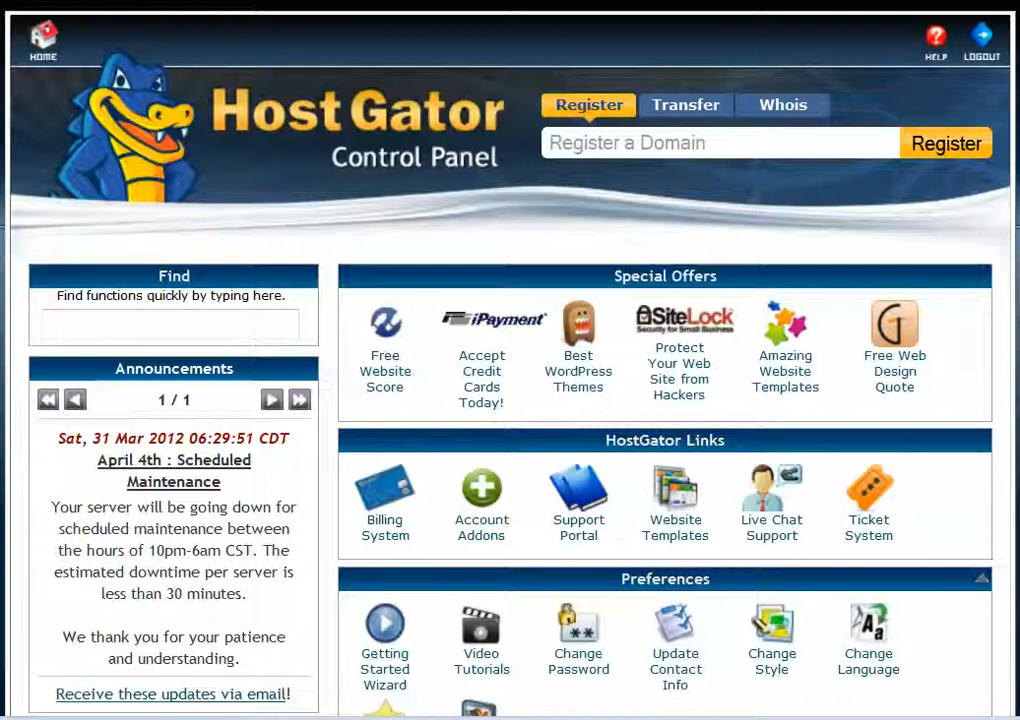 HOME
HELP
LOGOUT
HostGator
Control Panel
Register
Transfer
Whois
Register a Domain
Register
Find
Find functions quickly by typing here.
Announcements
1 / 1
Sat, 31 Mar 2012 06:29:51 CDT
April 4th : Scheduled
Maintenance
Your server will be going down for
scheduled maintenance between
the hours of 10pm-6am CST. The
estimated downtime per server is
less than 30 minutes.
We thank you for your patience
and understanding.
Receive these updates via email!
Special Offers
iPayment
SiteLock
Security for Small Business
Free
Website
Score
Accept
Credit
Cards
Today!
Best
WordPress
Themes
Protect
Your Web
Site from
Hackers
Amazing
Website
Templates
Free Web
Design
Quote
HostGator Links
Billing
System
Account
Addons
Support
Portal
Website
Templates
Live Chat
Support
Ticket
System
Preferences
Getting
Started
Wizard
Video
Tutorials
Change
Password
Update
Contact
Info
Change
Style
Change
Language